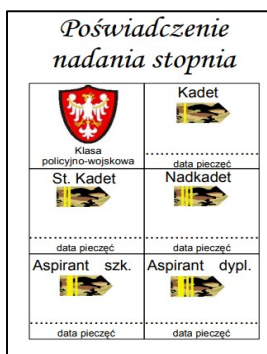 Poświadczenie
nadania stopnia
Klasa
policyjno-wojskowa
Kadet
data pieczęć
St. Kadet
data pieczęć
Nadkadet
data pieczęć
Aspirant szk.
data pieczęć
Aspirant dypl.
data pieczęć